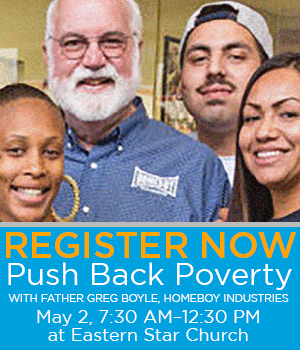 HOMEBOY
REGISTER NOW
Push Back Poverty
WITH FATHER GREG BOYLE, HOMEBOY INDUSTRIES
May 2, 7:30 AM–12:30 PM
at Eastern Star Church